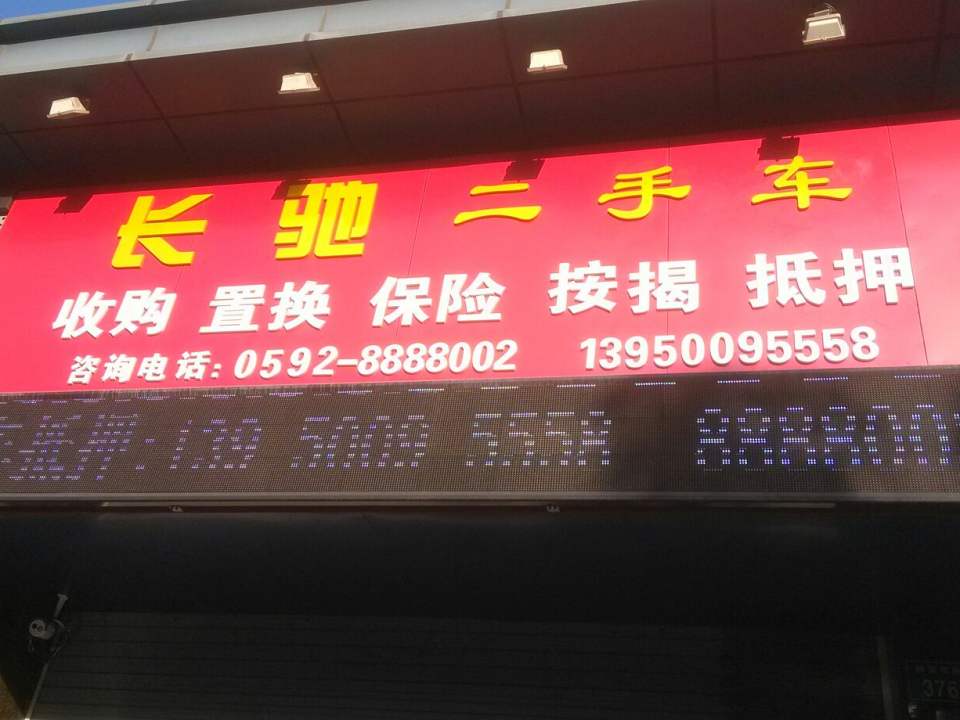 长驰二手车
收购 置换 保险 按揭 抵押
咨询电话:0592-8888002 13950095558
376